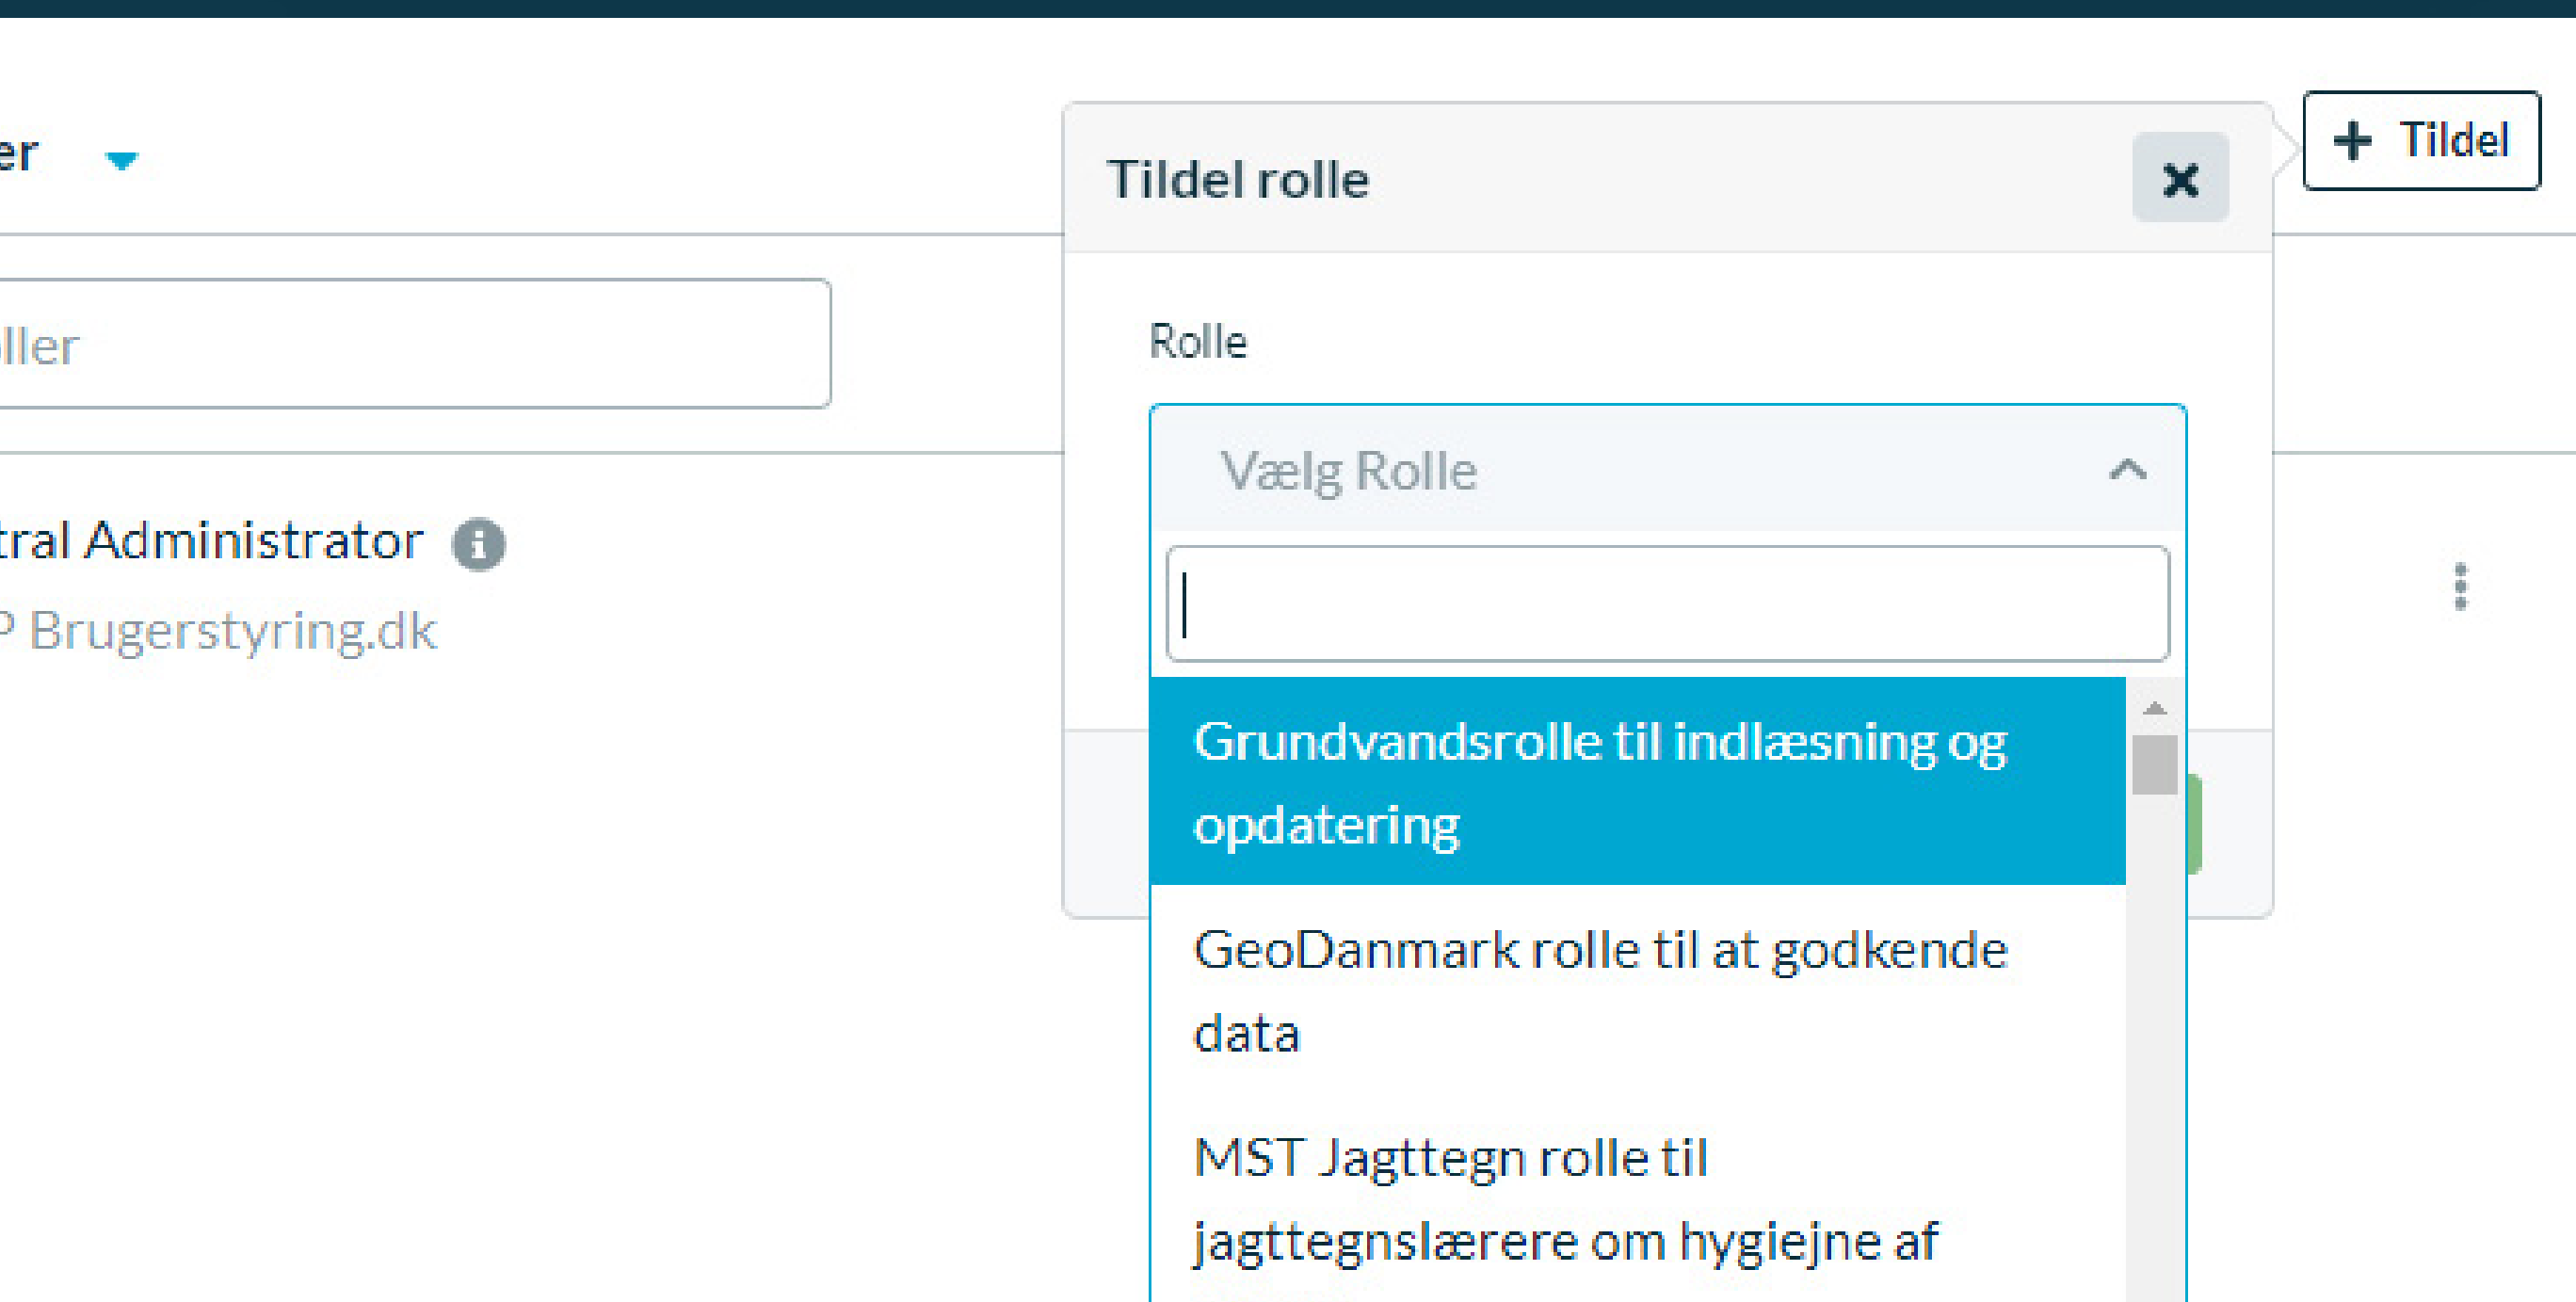 er
Tildel rolle
+ Tildel
Rolle
ller
Vælg Rolle
tral Administrator
P Brugerstyring.dk
Grundvandsrolle til indlæsning og
opdatering
GeoDanmark rolle til at godkende
data
MST Jagttegn rolle til
jagttegnslærere om hygiejne af